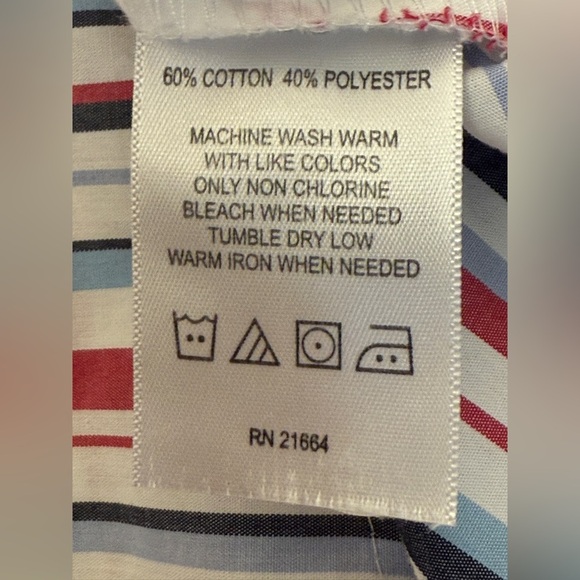 60% COTTON 40% POLYESTER
MACHINE WASH WARM
WITH LIKE COLORS
ONLY NON CHLORINE
BLEACH WHEN NEEDED
TUMBLE DRY LOW
WARM IRON WHEN NEEDED
RN 21664